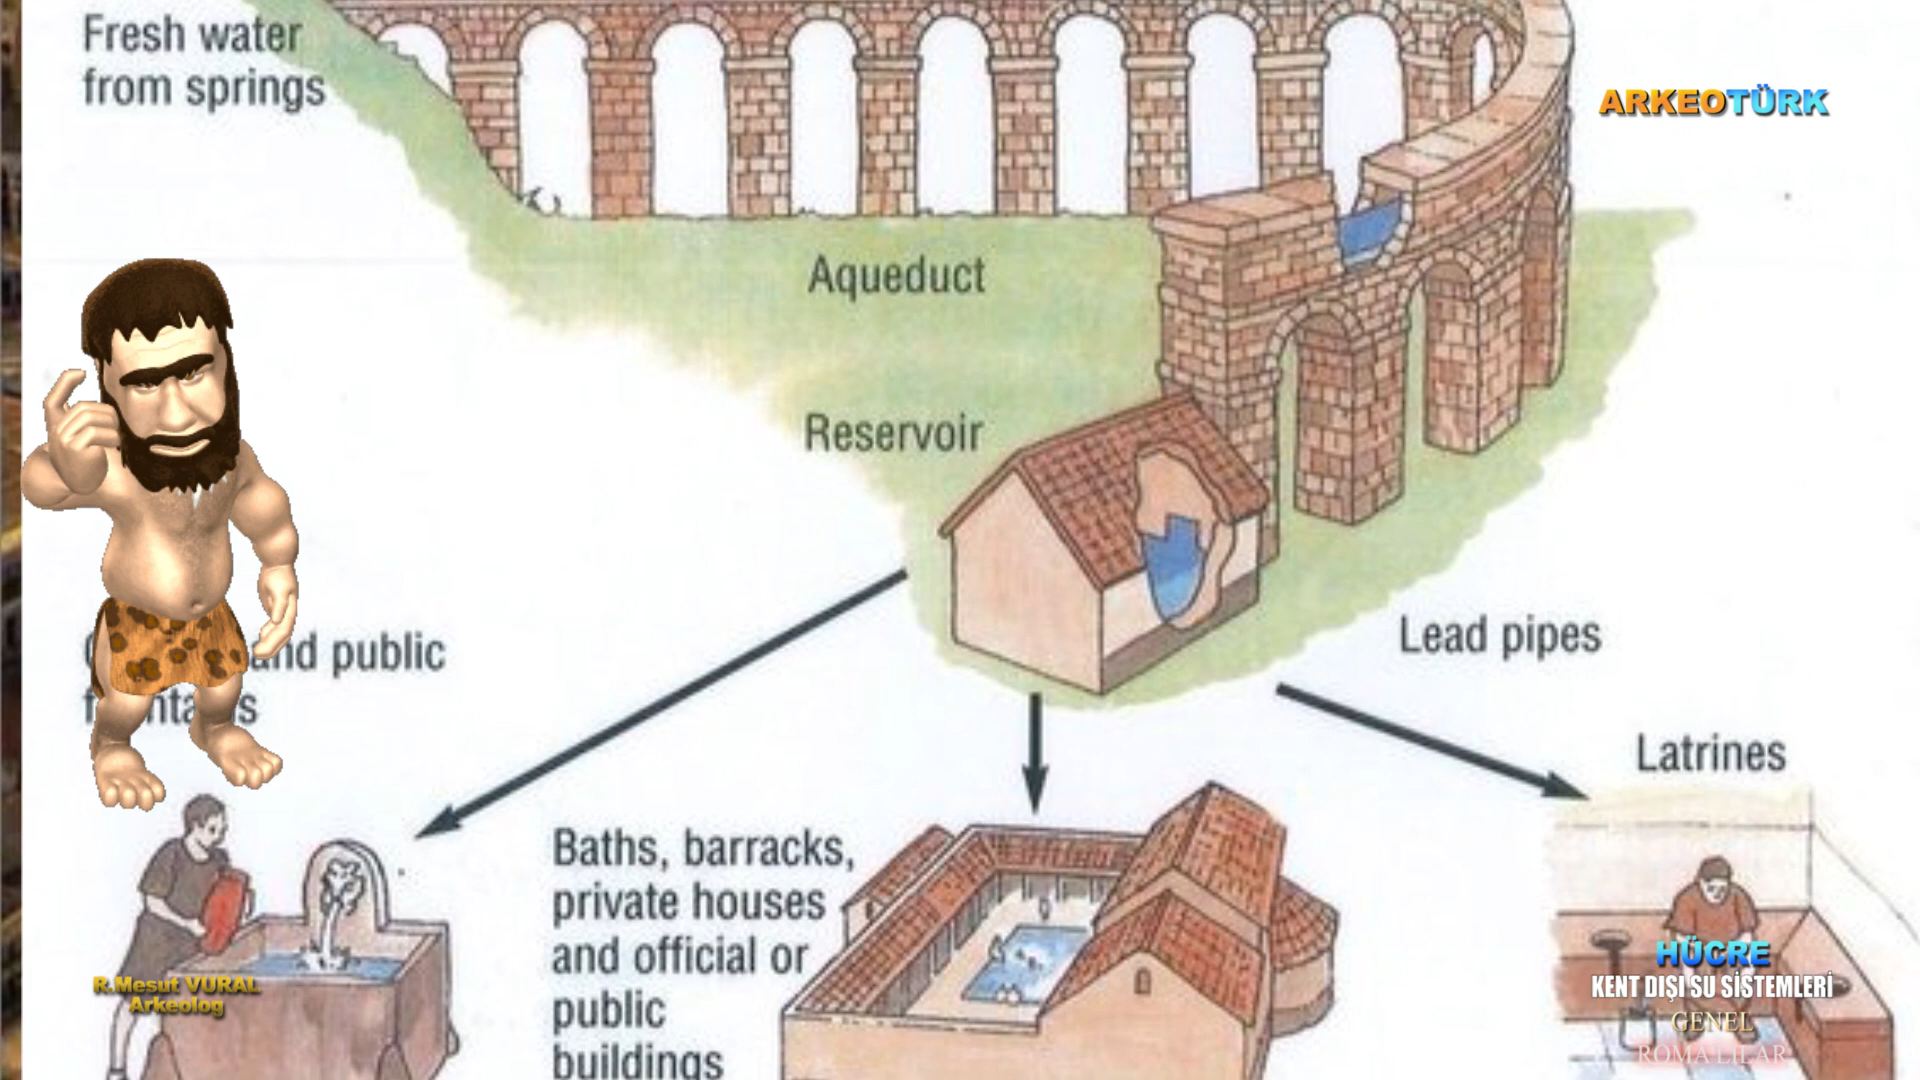 Fresh water
from springs
ARKEOTÜRK
Aqueduct
Reservoir
Lead pipes
and public
Latrines
Baths, barracks,
private houses
and official or
public
buildings
R.Mesut VURAL
Arkeolog
HÜCRE
KENT DIŞI SU SİSTEMLERİ
GENEL
ROMALILAR